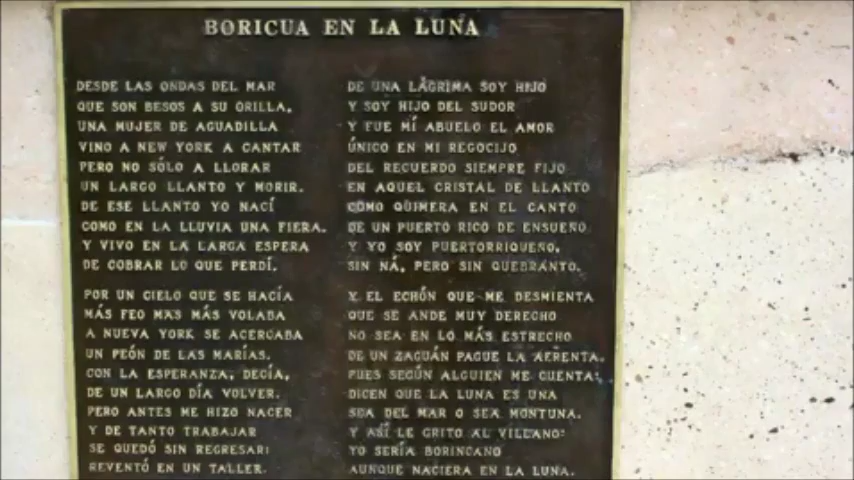 BORICUA EN LA LUNA
DESDE LAS ONDAS DEL MAR
QUE SON BESOS A SU ORILLA,
UNA MUJER DE AGUADILLA
VINO A NEW YORK A CANTAR
PERO NO SÓLO A LLORAR
UN LARGO LLANTO Y MORIR.
DE ESE LLANTO YO NACÍ
COMO EN LA LLUVIA UNA FIERA.
Y VIVO EN LA LARGA ESPERA
DE COBRAR LO QUE PERDÍ.
POR UN CIELO QUE SE HACÍA
MÁS FEO MAS MÁS VOLABA
A NUEVA YORK SE ACERCABA
UN PEÓN DE LAS MARÍAS.
CON LA ESPERANZA, DECÍA,
DE UN LARGO DÍA VOLVER.
PERO ANTES ME HIZO NACER
Y DE TANTO TRABAJAR
SE QUEDÓ SIN REGRESAR:
REVENTÓ EN UN TALLER.
DE UNA LÁGRIMA SOY HIJO
Y SOY HIJO DEL SUDOR
Y FUE MÍ ABUELO EL AMOR
ÚNICO EN MI REGOCIJO
DEL RECUERDO SIEMPRE FIJO
EN AQUEL CRISTAL DE LLANTO
COMO QUIMERA EN EL CANTO
DE UN PUERTO RICO DE ENSUEÑO
Y YO SOY PUERTORRIQUEÑO,
SIN NÁ, PERO SIN QUEBRANTO.
Y EL ECHÓN QUE ME DESMIENTA
QUE SE ANDE MUY DERECHO
NO SEA EN LO MÁS ESTRECHO
DE UN ZAGUÁN PAGUE LA AFRENTA.
PUES SEGÚN ALGUIEN ME CUENTA:
DICEN QUE LA LUNA ES UNA
SEA DEL MAR O SEA MONTUNA.
Y ASÍ LE GRITO AL VILLANO:
YO SERÍA BORINCANO
AUNQUE NACIERA EN LA LUNA.